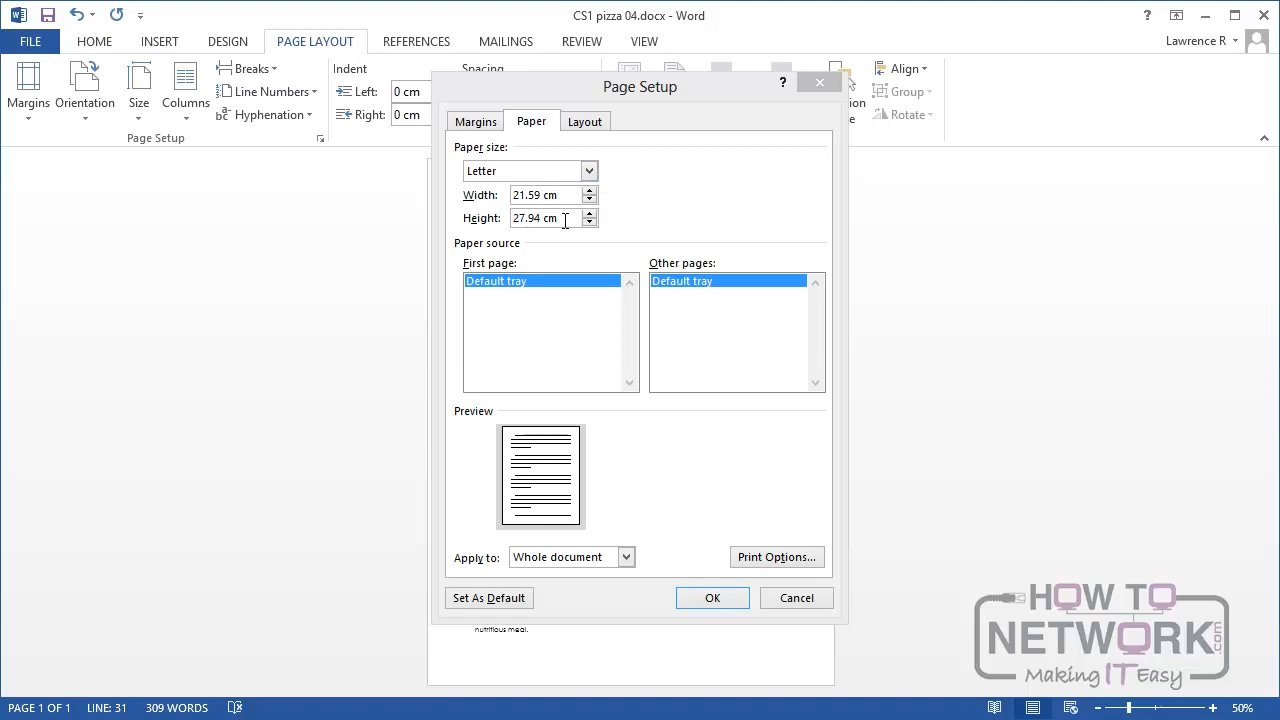 CS1 pizza 04.docx - Word
FILE HOME INSERT DESIGN PAGE LAYOUT REFERENCES MAILINGS REVIEW VIEW Lawrence R
Margins Orientation Size Columns
Breaks
Line Numbers
Hyphenation
Page Setup
Indent Spacing
Left: 0 cm
Right: 0 cm
Align
Group
Rotate
Page Setup
Margins Paper Layout
Paper size:
Letter
Width: 21.59 cm
Height: 27.94 cm
Paper source
First page: Other pages:
Default tray Default tray
Preview
Apply to: Whole document Print Options...
Set As Default OK Cancel
nutritious meal.
HOW TO
NETWORK.com
Making IT Easy
PAGE 1 OF 1 LINE: 31 309 WORDS 50%